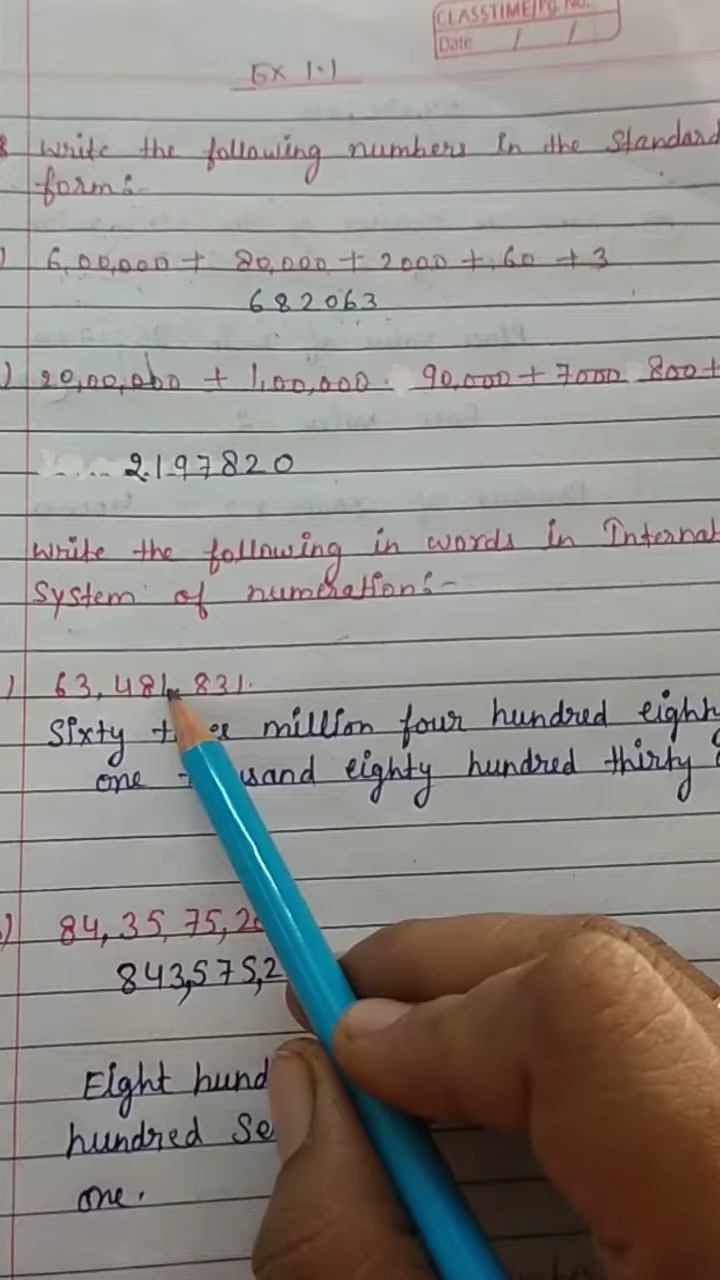 CLASSTIME/Pg. No.
Date / /
Ex 1.1
Write the following numbers in the Standard
form:-
6,00,000 + 80,000 + 2000 + 60 + 3
682063
20,00,000 + 1,00,000 90,000 + 7000 800 +
2197820
Write the following in words in Internat
System of numeration:-
63,481,831.
Sixty million four hundred eighty
one eighty hundred thirty
84,35,75,2
843,575,2
Eight hund
hundred Se
one.